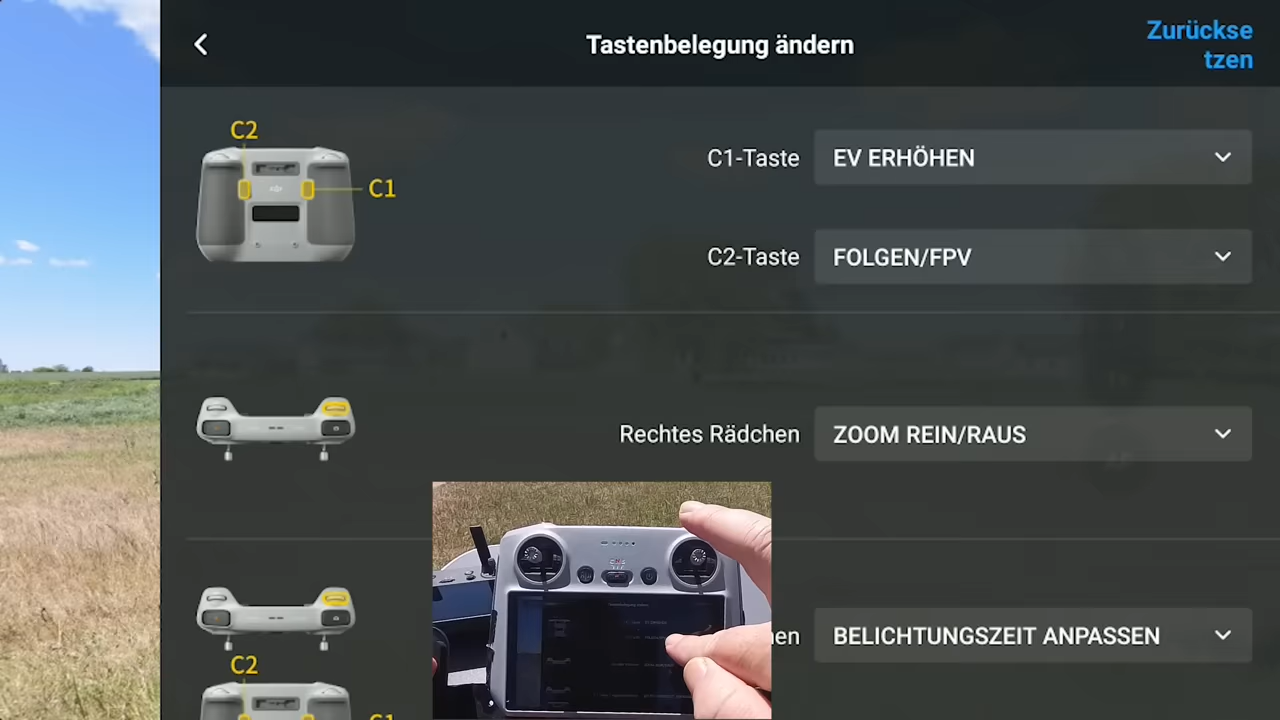 Tastenbelegung ändern
Zurückse
tzen
C2
C1
C1-Taste
EV ERHÖHEN
C2-Taste
FOLGEN/FPV
Rechtes Rädchen
ZOOM REIN/RAUS
BELICHTUNGSZEIT ANPASSEN
C2